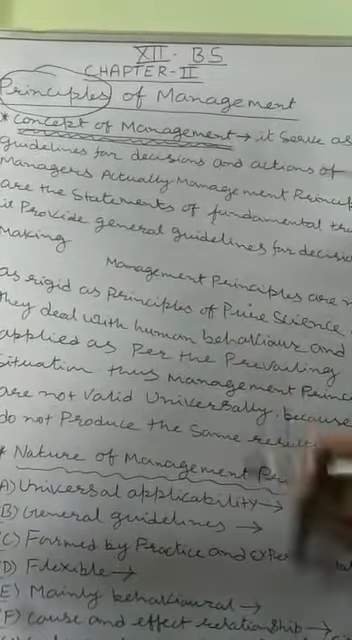 XII - BS
CHAPTER-II
Principles of Management
* Concept of Management → it Serve as
guidelines for decisions and actions of
Managers Actually Management
are the Statements of fundamental
it Provide general guidelines for
Making
Management Principles are
as rigid as Principles of Pure Science
they deal with human behaviour and
applied as Per the Prevailing
situation thus Management
are not Valid Universally. because
do not Produce the same
* Nature of Management
(A) Universal applicability →
(B) General guidelines →
(C) Formed by Practice and
(D) Flexible →
(E) Mainly behavioural →
(F) Cause and effect Relationship →